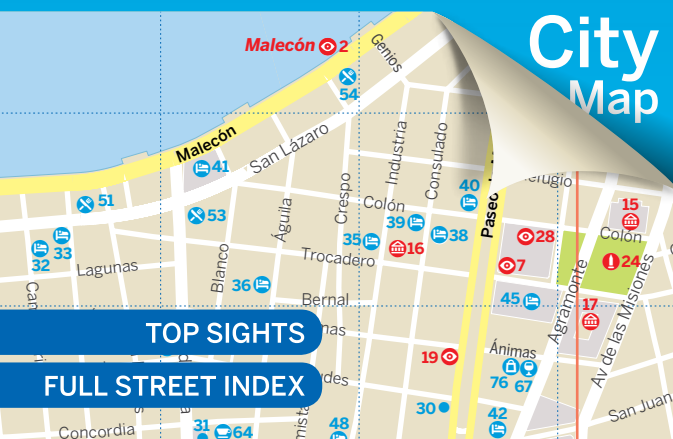 City
Map
Malecón 2
Genios
54
Malecón
San Lázaro
41
Industria
Consulado
40
Crespo
Colón
15
51
53
Águila
39
16
38
28
Colón
32
33
35
7
24
Lagunas
Blanco
Trocadero
36
Bernal
45
Agramonte
17
Av de las Misiones
TOP SIGHTS
19
Ánimas
76
67
FULL STREET INDEX
30
42
San Juan
Concordia
31
64
48